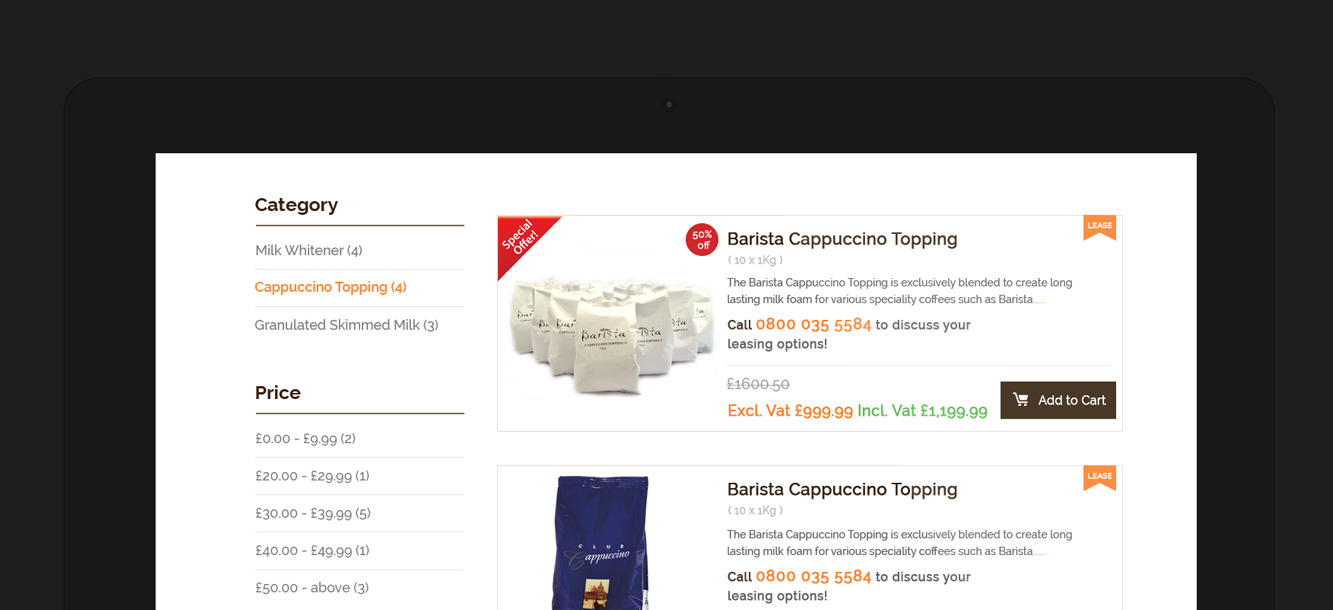 Category
Milk Whitener (4)
Cappuccino Topping (4)
Granulated Skimmed Milk (3)
Price
£0.00 - £9.99 (2)
£20.00 - £29.99 (1)
£30.00 - £39.99 (5)
£40.00 - £49.99 (1)
£50.00 - above (3)
Special
Offer!
50%
off
Barista
CAPPUCCINO TOPPING
LEASE
Barista Cappuccino Topping
( 10 x 1Kg )
The Barista Cappuccino Topping is exclusively blended to create long
lasting milk foam for various speciality coffees such as Barista......
Call 0800 035 5584 to discuss your
leasing options!
£1600.50
Excl. Vat £999.99 Incl. Vat £1,199.99
Add to Cart
CLUB
Cappuccino
LEASE
Barista Cappuccino Topping
( 10 x 1Kg )
The Barista Cappuccino Topping is exclusively blended to create long
lasting milk foam for various speciality coffees such as Barista......
Call 0800 035 5584 to discuss your
leasing options!